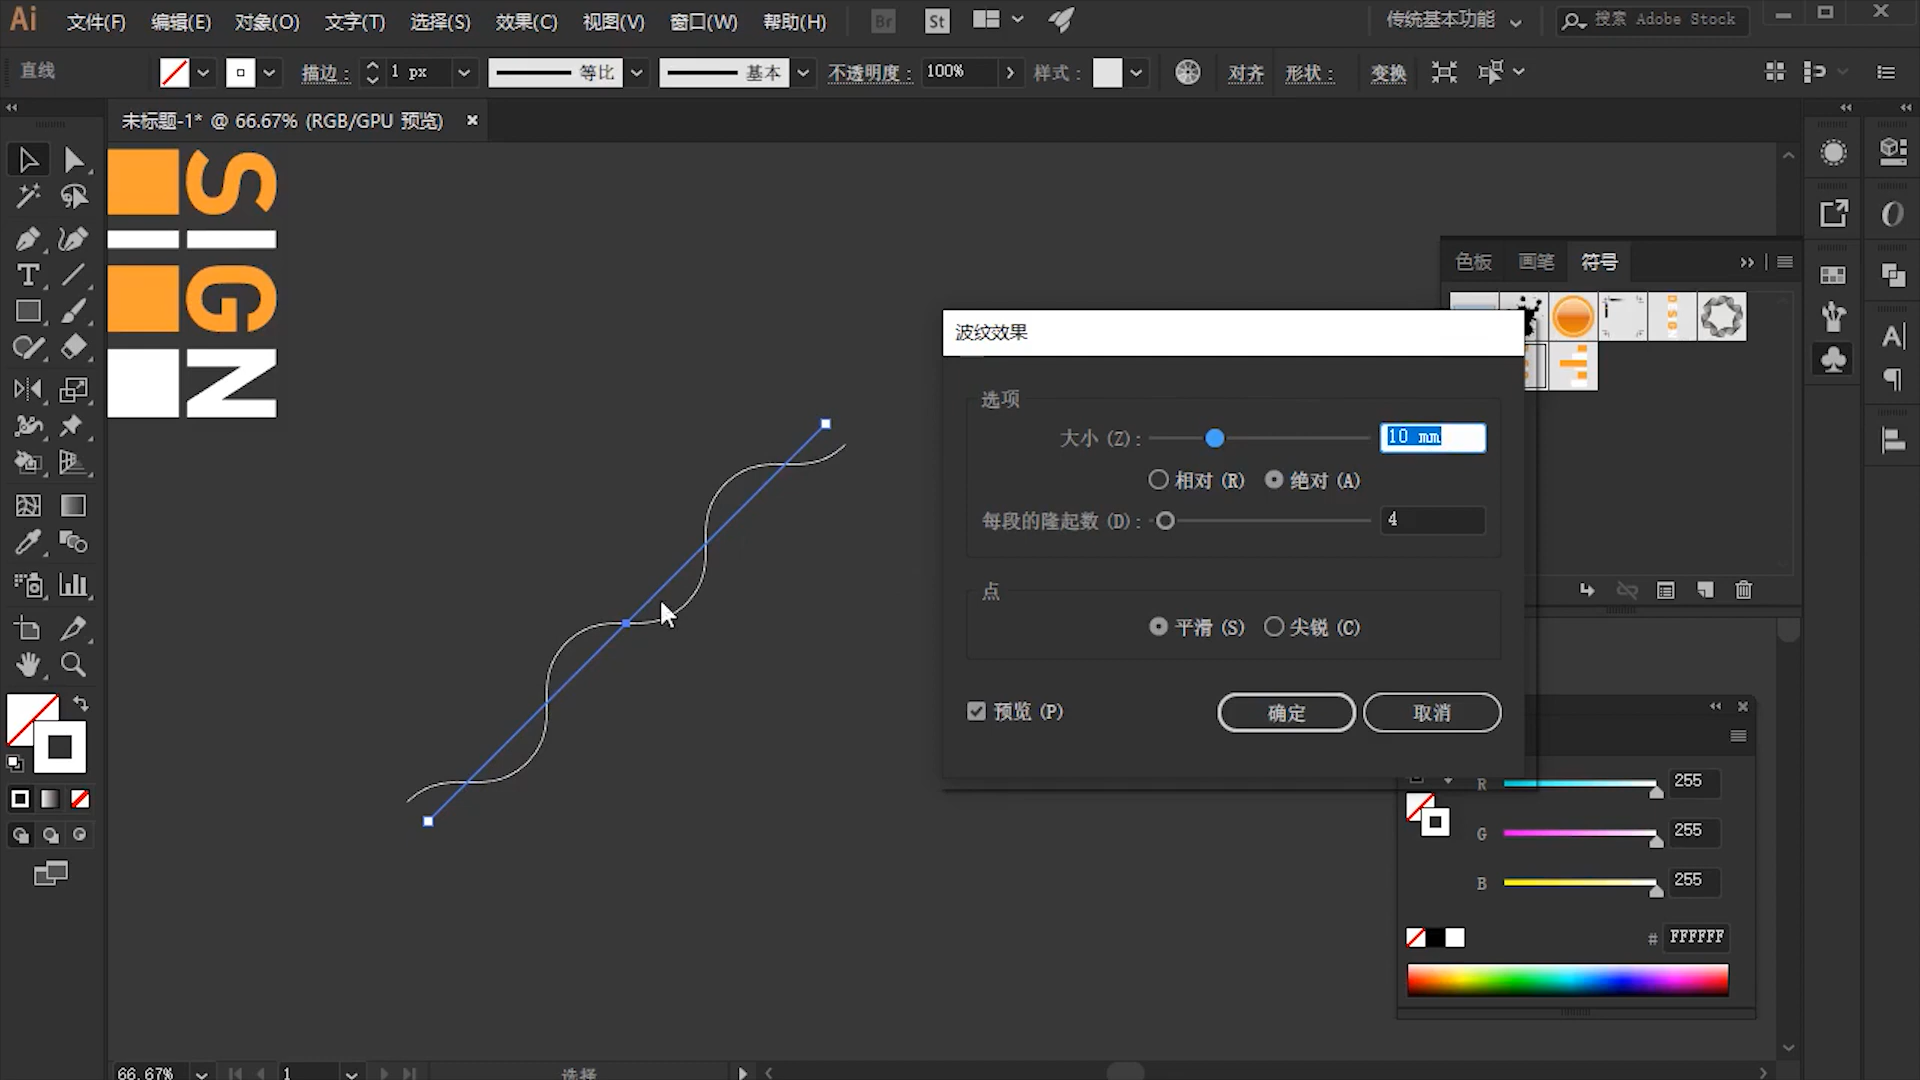 Ai 文件(F) 编辑(E) 对象(O) 文字(T) 选择(S) 效果(C) 视图(V) 窗口(W) 帮助(H) Br St 传统基本功能 搜索 Adobe Stock
直线 描边: 1 px 等比 基本 不透明度: 100% 样式: 对齐 形状: 变换
未标题-1* @ 66.67% (RGB/GPU 预览)
SIGN
色板 画笔 符号
波纹效果
选项
大小 (Z): 10 mm
相对 (R) 绝对 (A)
每段的隆起数 (D): 4
点
平滑 (S) 尖锐 (C)
预览 (P) 确定 取消
R 255
G 255
B 255
# FFFFFF
66.67% 1 选择